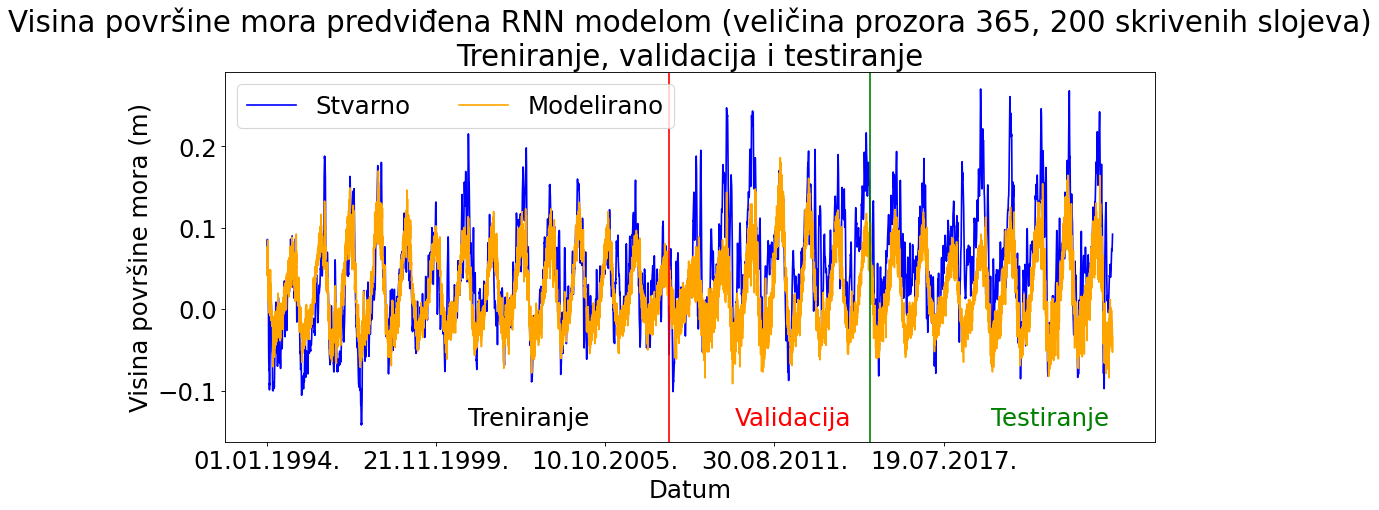 Visina površine mora predviđena RNN modelom (veličina prozora 365, 200 skrivenih slojeva)
Treniranje, validacija i testiranje
Stvarno
Modelirano
Visina površine mora (m)
0.2
0.1
0.0
−0.1
Treniranje
Validacija
Testiranje
01.01.1994.
21.11.1999.
10.10.2005.
30.08.2011.
19.07.2017.
Datum